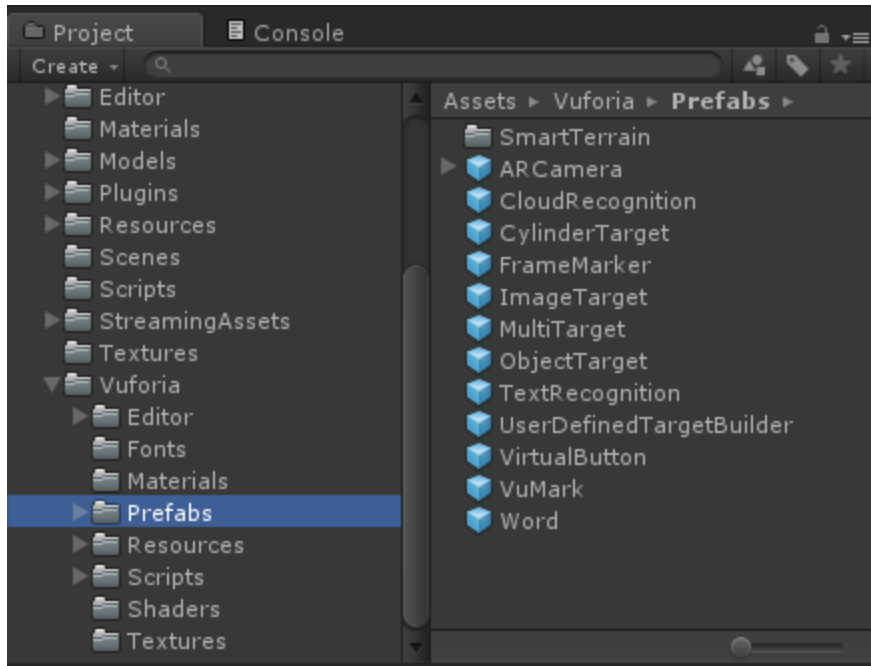 Project
Console
Create
Editor
Materials
Models
Plugins
Resources
Scenes
Scripts
StreamingAssets
Textures
Vuforia
Editor
Fonts
Materials
Prefabs
Resources
Scripts
Shaders
Textures
Assets ▸ Vuforia ▸ Prefabs ▸
SmartTerrain
ARCamera
CloudRecognition
CylinderTarget
FrameMarker
ImageTarget
MultiTarget
ObjectTarget
TextRecognition
UserDefinedTargetBuilder
VirtualButton
VuMark
Word